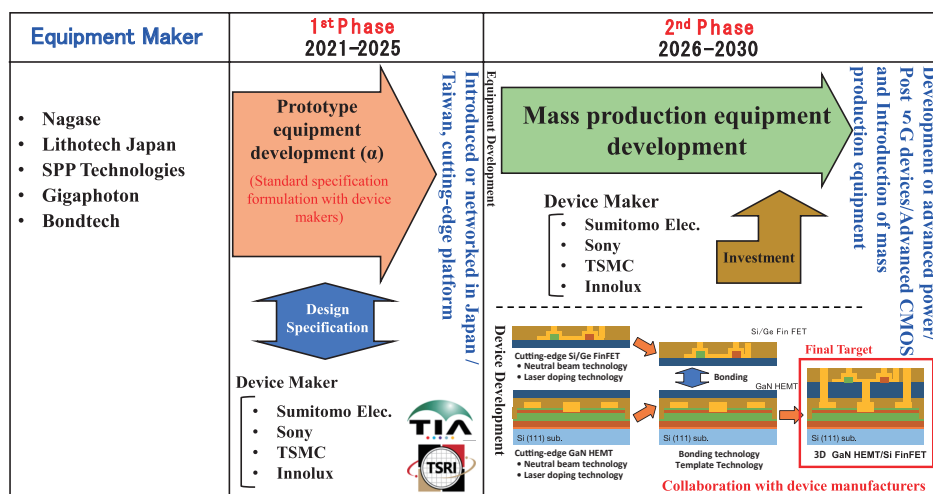 Equipment Maker
1st Phase
2021-2025
2nd Phase
2026-2030
• Nagase
• Lithotech Japan
• SPP Technologies
• Gigaphoton
• Bondtech
Prototype
equipment
development (α)
(Standard specification
formulation with device
makers)
Introduced or networked in Japan /
Taiwan, cutting-edge platform
Design
Specification
Device Maker
• Sumitomo Elec.
• Sony
• TSMC
• Innolux
TIA
TSRI
Equipment Development
Mass production equipment
development
Device Maker
• Sumitomo Elec.
• Sony
• TSMC
• Innolux
Investment
Development of advanced power/
Post 5G devices/Advanced CMOS
and Introduction of mass
production equipment
Device Development
Cutting-edge Si/Ge FinFET
• Neutral beam technology
• Laser doping technology
Si/Ge Fin FET
Bonding
GaN HEMT
Final Target
Si (111) sub.
Si (111) sub.
Si (111) sub.
Cutting-edge GaN HEMT
• Neutral beam technology
• Laser doping technology
Bonding technology
Template Technology
3D GaN HEMT/Si FinFET
Collaboration with device manufacturers